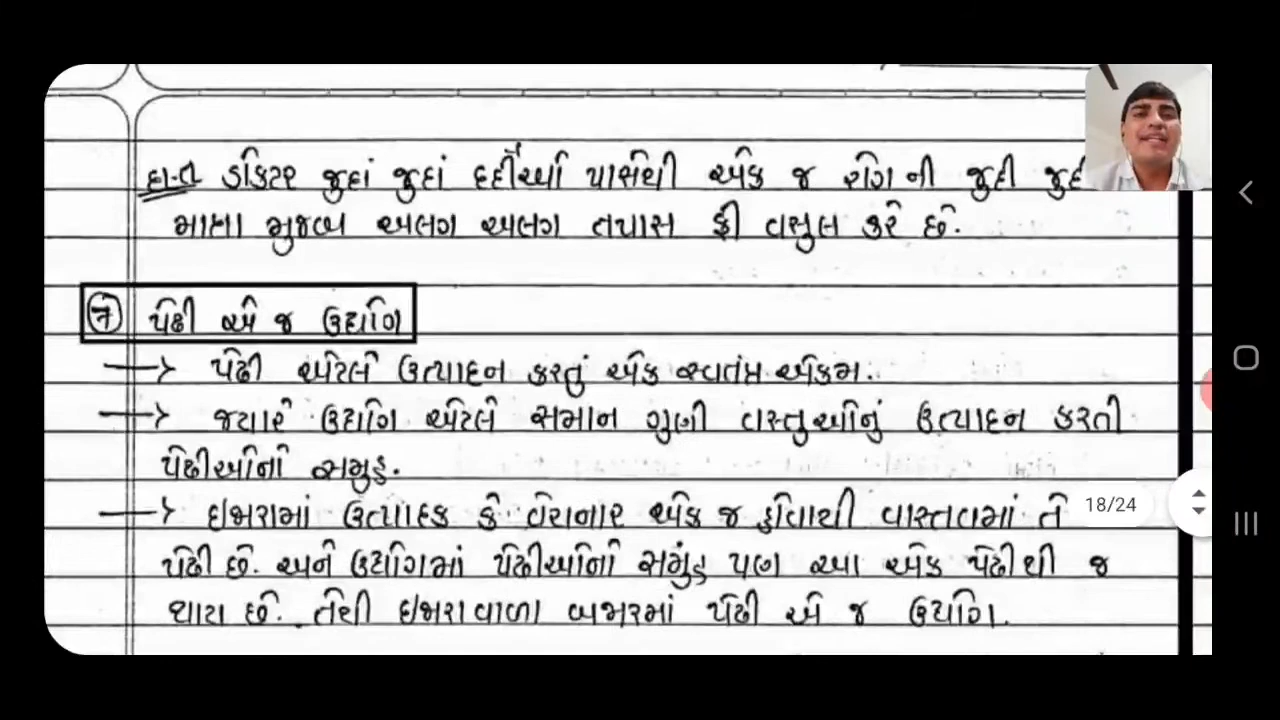 દા.ત ડૉકટર જુદાં જુદાં દર્દીઓ પાસેથી એક જ રોગની જુદી
માત્રા મુજબ અલગ અલગ તપાસ ફી વસુલ કરે છે.
૭ પેઢી એ જ ઉદ્યોગ
→ પેઢી એટલે ઉત્પાદન કરતું એક સ્વતંત્ર એકમ.
→ જ્યારે ઉદ્યોગ એટલે સમાન ગુણી વસ્તુઓનું ઉત્પાદન કરતી
પેઢીઓનો સમુહ.
→ ઇજારામાં ઉત્પાદક કે વેચનાર એક જ હોવાથી વાસ્તવમાં તે
પેઢી છે. અને ઉદ્યોગમાં પેઢીઓનો સમુંહ પણ આ એક પેઢીથી જ
થાય છે. તેથી ઇજારાવાળા બજારમાં પેઢી એ જ ઉદ્યોગ.
18/24